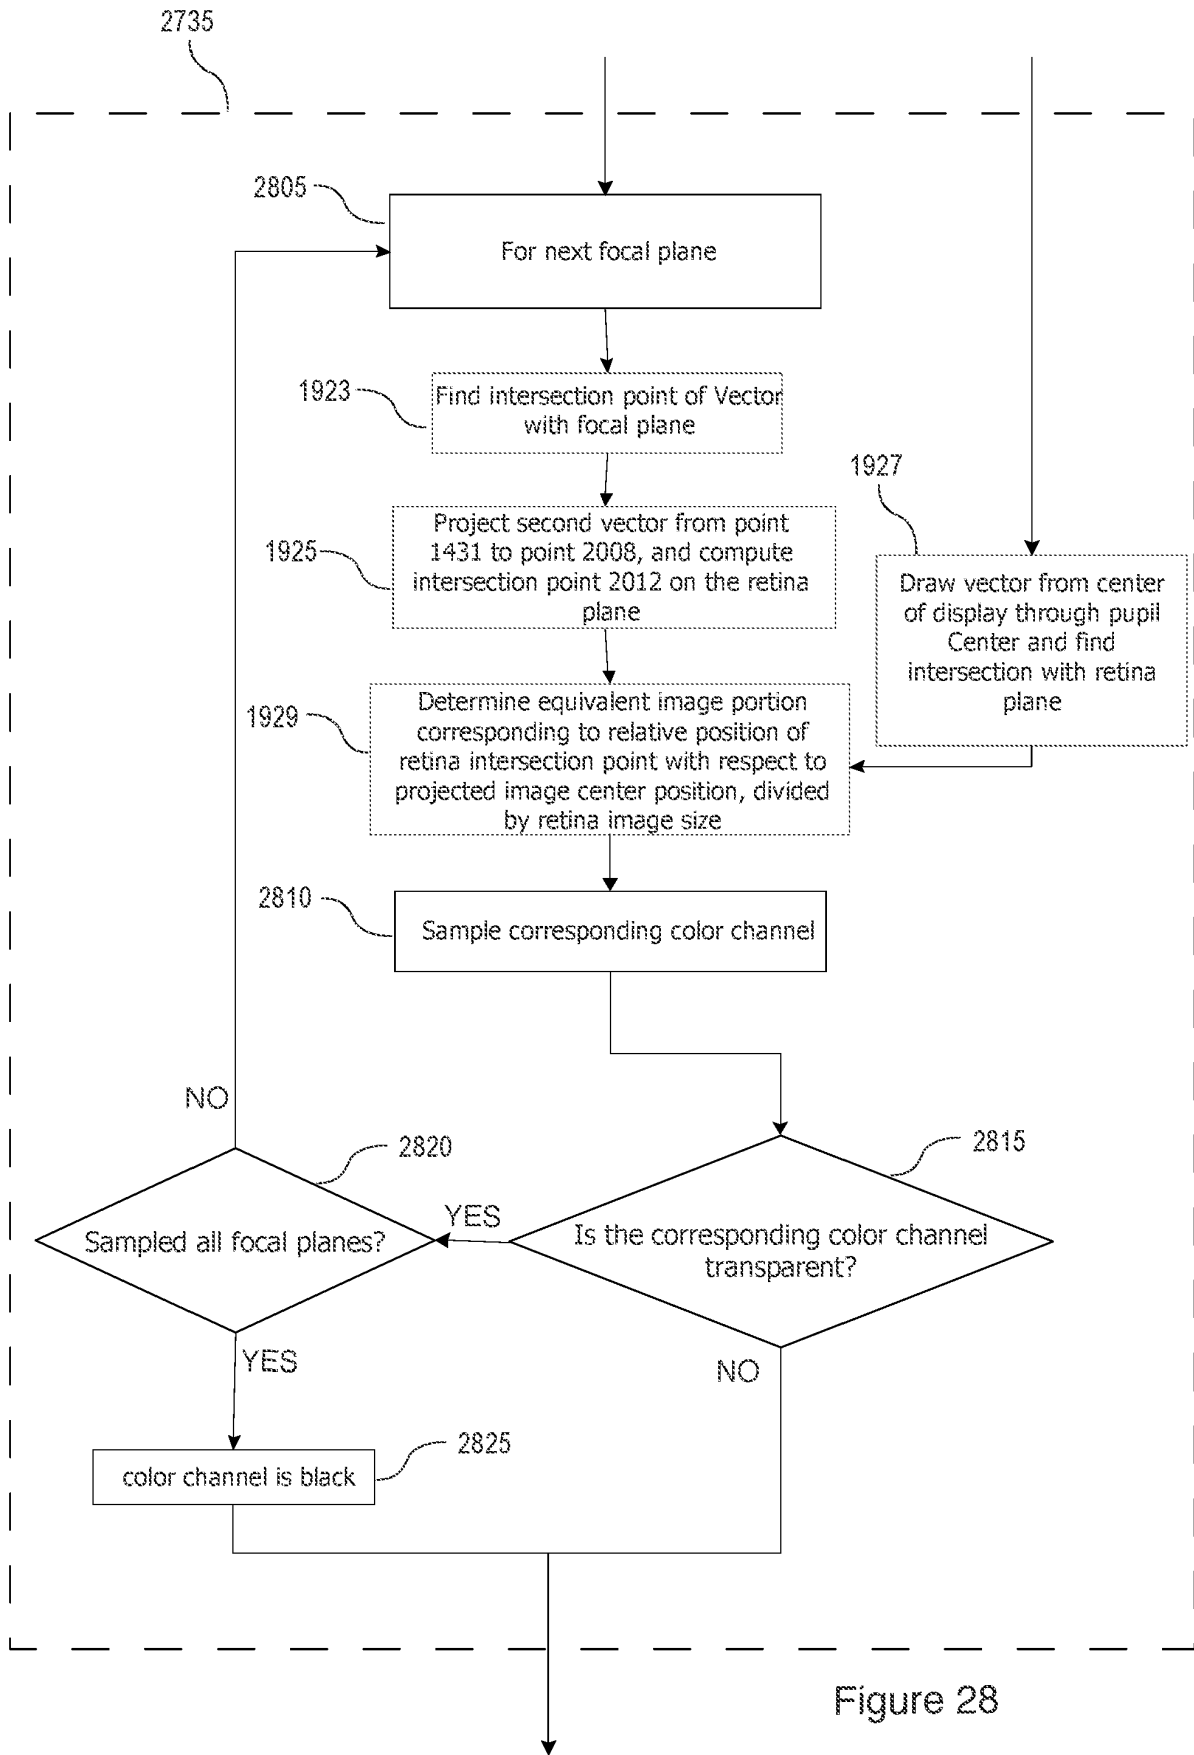 2735
2805
For next focal plane
1923
Find intersection point of Vector
with focal plane
1927
1925
Project second vector from point
1431 to point 2008, and compute
intersection point 2012 on the retina
plane
Draw vector from center
of display through pupil
Center and find
intersection with retina
plane
1929
Determine equivalent image portion
corresponding to relative position of
retina intersection point with respect to
projected image center position, divided
by retina image size
2810
Sample corresponding color channel
NO
2820
2815
Sampled all focal planes?
YES
Is the corresponding color channel
transparent?
YES
NO
color channel is black
2825
Figure 28